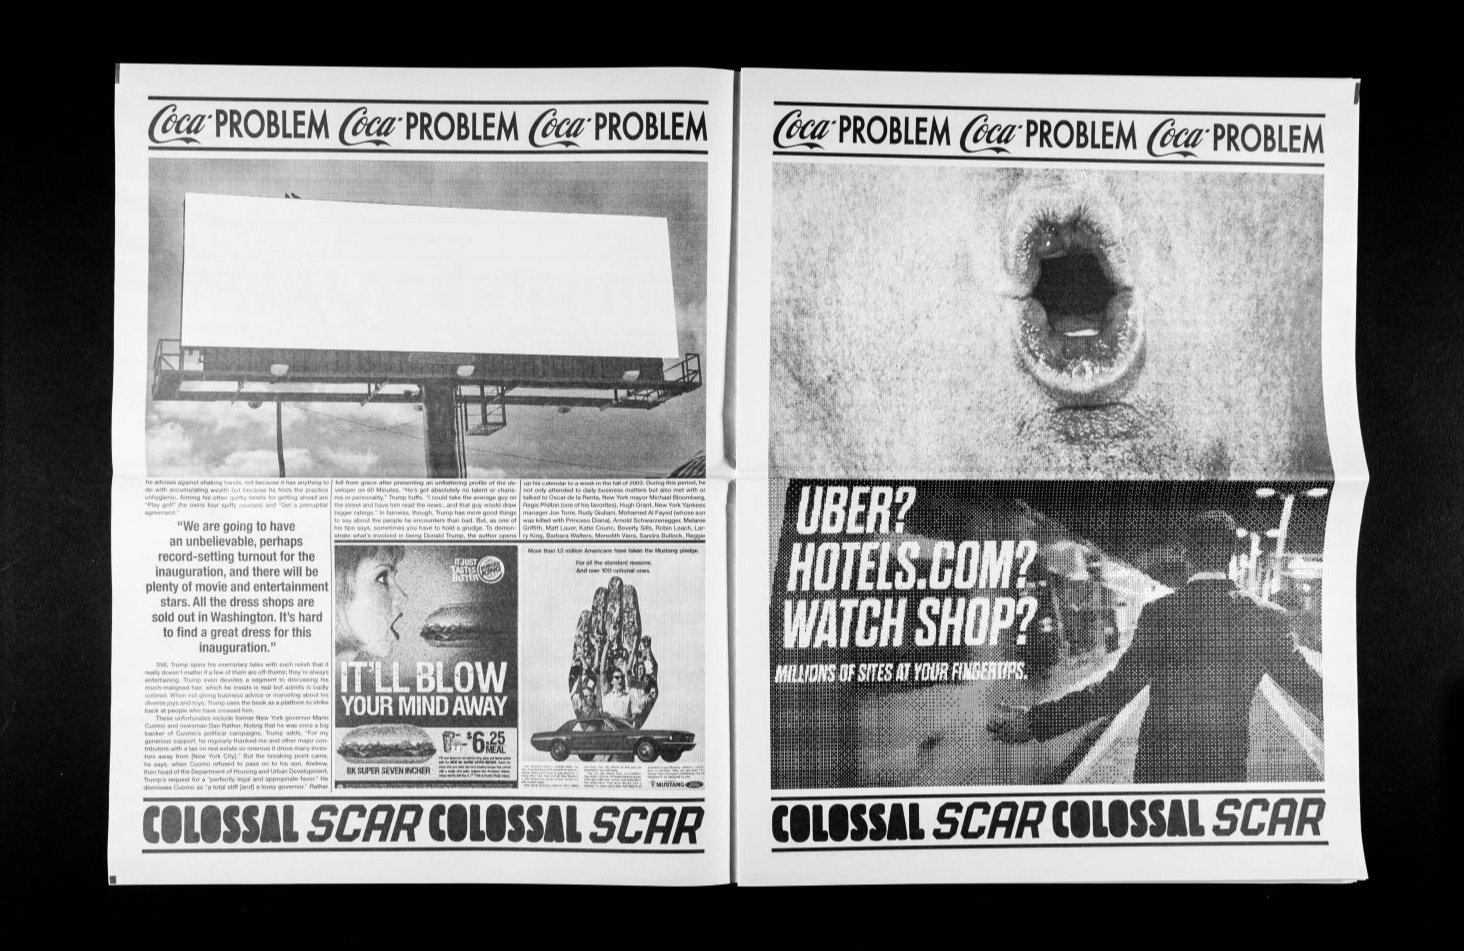 Coca-PROBLEM Coca-PROBLEM Coca-PROBLEM
he advises against shaking hands, not because it has anything to
do with accumulating wealth but because he finds the practice
unhygienic. Among his other quirky tenets for getting ahead are
"Play golf" (he owns four spiffy courses) and "Get a prenuptial
agreement."
"We are going to have
an unbelievable, perhaps
record-setting turnout for the
inauguration, and there will be
plenty of movie and entertainment
stars. All the dress shops are
sold out in Washington. It's hard
to find a great dress for this
inauguration."
Still, Trump spins his exemplary tales with such relish that it
really doesn't matter if a few of them are off-theme; they're always
entertaining. Trump even devotes a segment to discussing his
much-maligned hair, which he insists is real but admits is badly
colored. When not giving business advice or marveling about his
diverse joys and toys, Trump uses the book as a platform to strike
back at people who have crossed him.
These unfortunates include former New York governor Mario
Cuomo and newsman Dan Rather. Noting that he was once a big
backer of Cuomo's political campaigns, Trump adds, "For my
generous support, he regularly thanked me and other major con-
tributors with a tax on real estate so onerous it drove many inves-
tors away from [New York City]." But the breaking point came,
he says, when Cuomo refused to pass on to his son, Andrew,
then head of the Department of Housing and Urban Development,
Trump's request for a "perfectly legal and appropriate favor." He
dismisses Cuomo as "a total stiff [and] a lousy governor." Rather
fell from grace after presenting an unflattering profile of the de-
veloper on 60 Minutes. "He's got absolutely no talent or charis-
ma or personality," Trump huffs. "I could take the average guy on
the street and have him read the news...and that guy would draw
bigger ratings." In fairness, though, Trump has more good things
to say about the people he encounters than bad. But, as one of
his tips says, sometimes you have to hold a grudge. To demon-
strate what's involved in being Donald Trump, the author opens
up his calendar to a week in the fall of 2003. During this period, he
not only attended to daily business matters but also met with or
talked to Oscar de la Renta, New York mayor Michael Bloomberg,
Regis Philbin (one of his favorites), Hugh Grant, New York Yankees
manager Joe Torre, Rudy Giuliani, Mohamed Al Fayed (whose son
was killed with Princess Diana), Arnold Schwarzenegger, Melanie
Griffith, Matt Lauer, Katie Couric, Beverly Sills, Robin Leach, Lar-
ry King, Barbara Walters, Meredith Viera, Sandra Bullock, Reggie
IT JUST
TASTES
BETTER
BURGER
KING
IT'LL BLOW
YOUR MIND AWAY
$6.25
MEAL
BK SUPER SEVEN INCHER
More than 1.5 million Americans have taken the Mustang pledge.
For all the standard reasons.
And over 100 optional ones.
MUSTANG Ford
COLOSSAL SCAR COLOSSAL SCAR
Coca-PROBLEM Coca-PROBLEM Coca-PROBLEM
UBER?
HOTELS.COM?
WATCH SHOP?
MILLIONS OF SITES AT YOUR FINGERTIPS.
COLOSSAL SCAR COLOSSAL SCAR